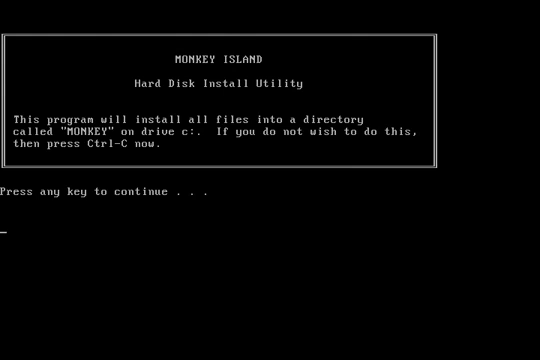 MONKEY ISLAND
Hard Disk Install Utility
This program will install all files into a directory
called "MONKEY" on drive c:.  If you do not wish to do this,
then press Ctrl-C now.
Press any key to continue . . .